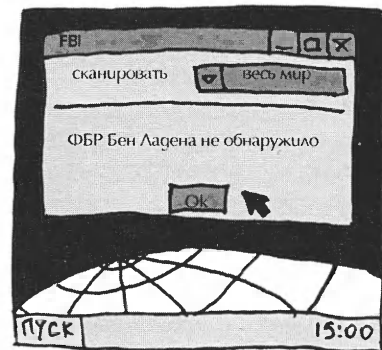 FBI
сканировать весь мир
ФБР Бен Ладена не обнаружило
Ok
ПУСК 15:00